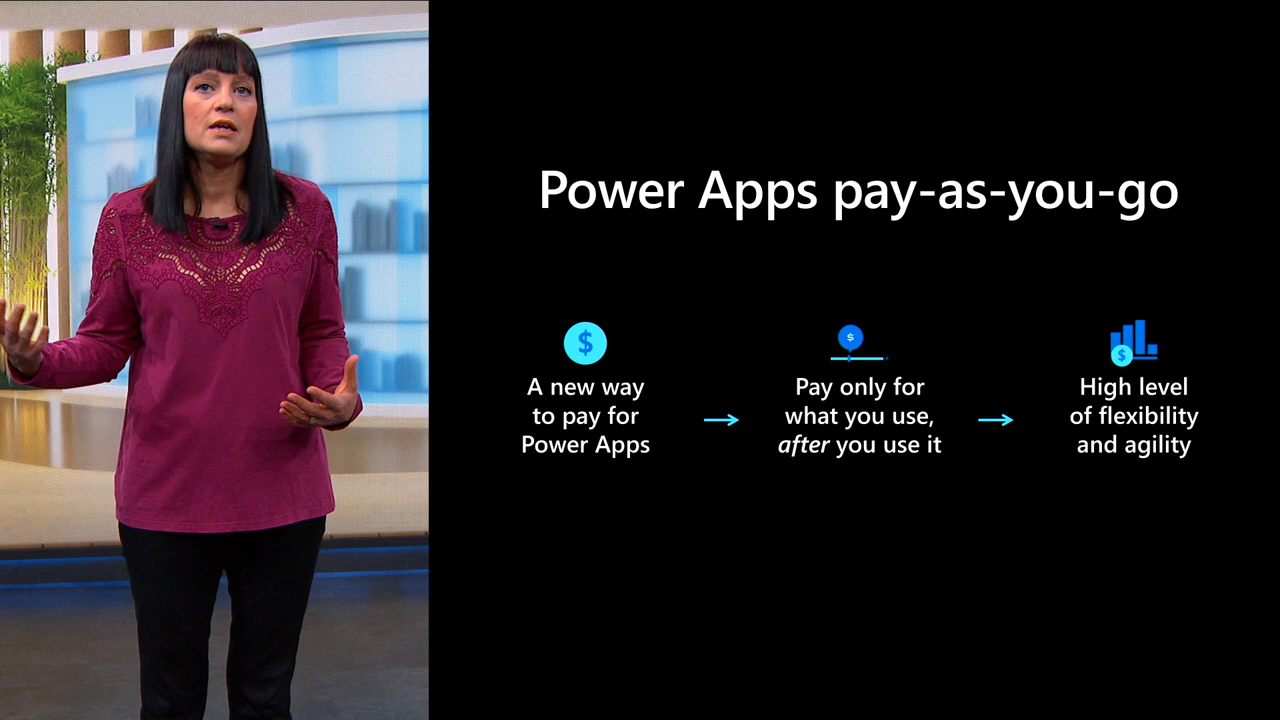 Power Apps pay-as-you-go
$
A new way
to pay for
Power Apps
$
Pay only for
what you use,
after you use it
$
High level
of flexibility
and agility